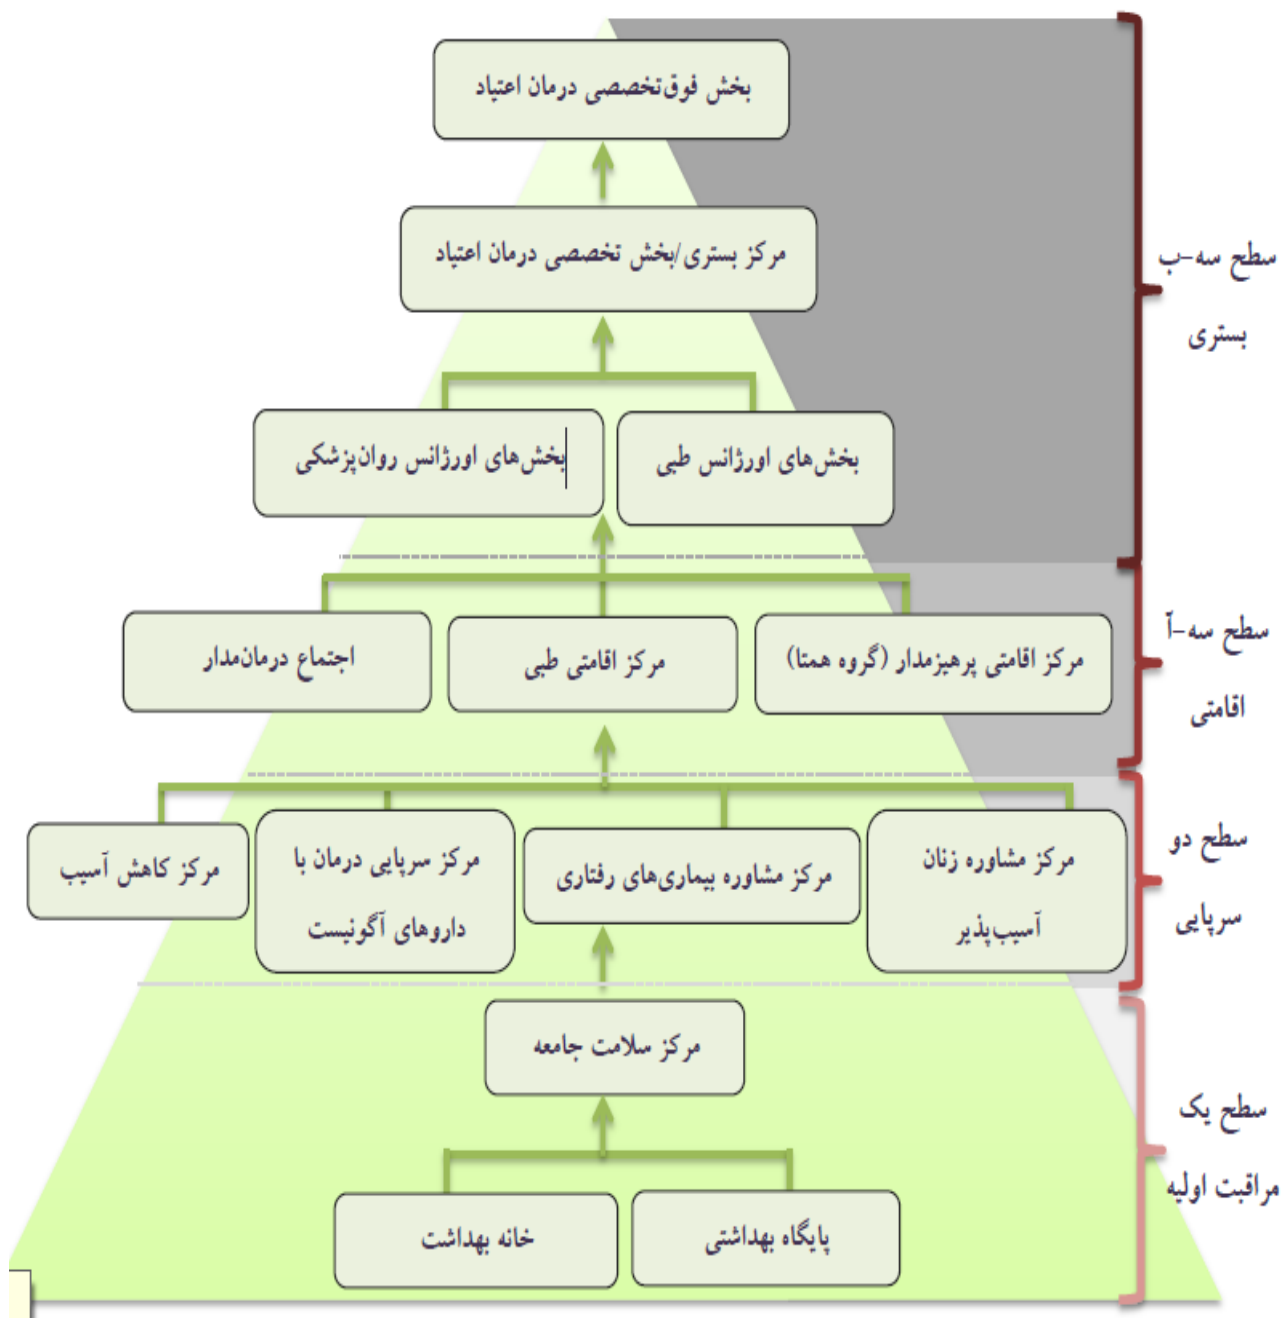 بخش فوق‌تخصصی درمان اعتیاد
مرکز بستری/بخش تخصصی درمان اعتیاد
سطح سه-ب
بستری
بخش‌های اورژانس طبی
بخش‌های اورژانس روان‌پزشکی
سطح سه-آ
اقامتی
مرکز اقامتی پرهیزمدار (گروه همتا)
مرکز اقامتی طبی
اجتماع درمان‌مدار
سطح دو
سرپایی
مرکز مشاوره زنان
آسیب‌پذیر
مرکز مشاوره بیماری‌های رفتاری
مرکز سرپایی درمان با
داروهای آگونیست
مرکز کاهش آسیب
مرکز سلامت جامعه
سطح یک
مراقبت اولیه
پایگاه بهداشتی
خانه بهداشت